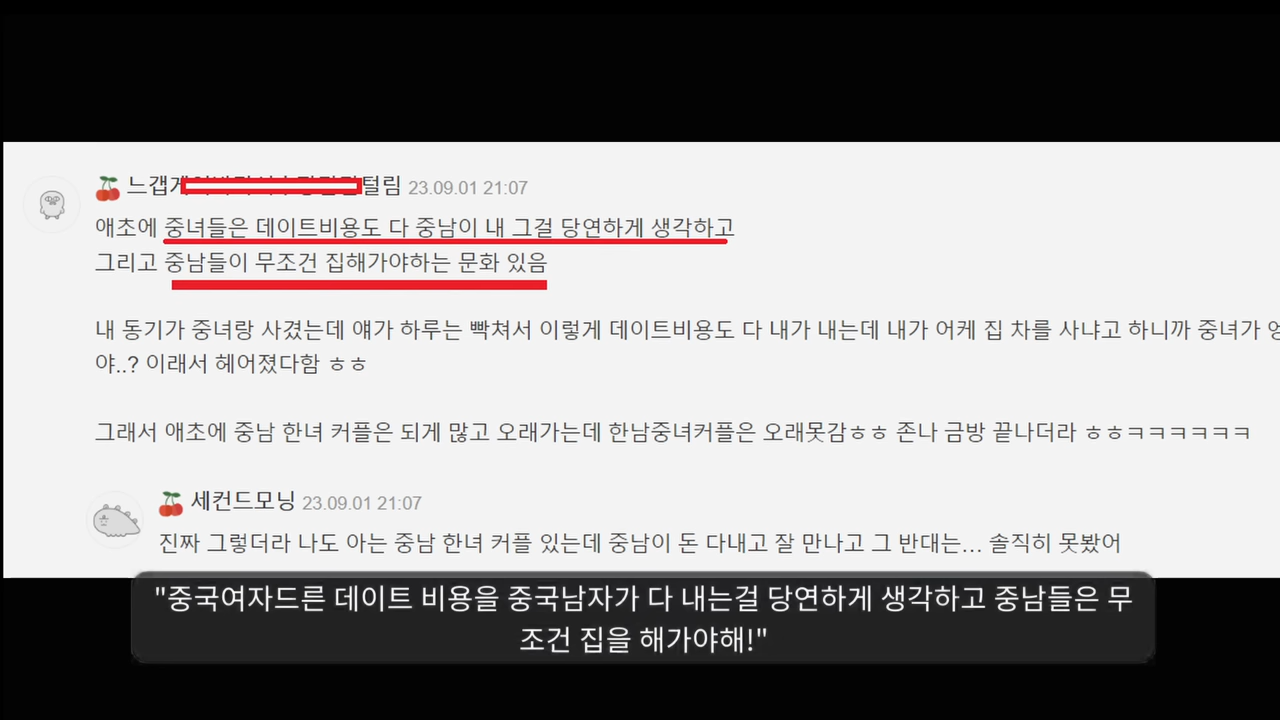 느갭게 털림 23.09.01 21:07
애초에 중녀들은 데이트비용도 다 중남이 내 그걸 당연하게 생각하고
그리고 중남들이 무조건 집해가야하는 문화 있음
내 동기가 중녀랑 사겼는데 얘가 하루는 빡쳐서 이렇게 데이트비용도 다 내가 내는데 내가 어케 집 차를 사냐고 하니까 중녀가
야..? 이래서 헤어졌다함 ㅎㅎ
그래서 애초에 중남 한녀 커플은 되게 많고 오래가는데 한남중녀커플은 오래못감ㅎㅎ 존나 금방 끝나더라 ㅎㅎㅋㅋㅋㅋㅋㅋ
세컨드모닝 23.09.01 21:07
진짜 그렇더라 나도 아는 중남 한녀 커플 있는데 중남이 돈 다내고 잘 만나고 그 반대는... 솔직히 못봤어
"중국여자드른 데이트 비용을 중국남자가 다 내는걸 당연하게 생각하고 중남들은 무
조건 집을 해가야해!"